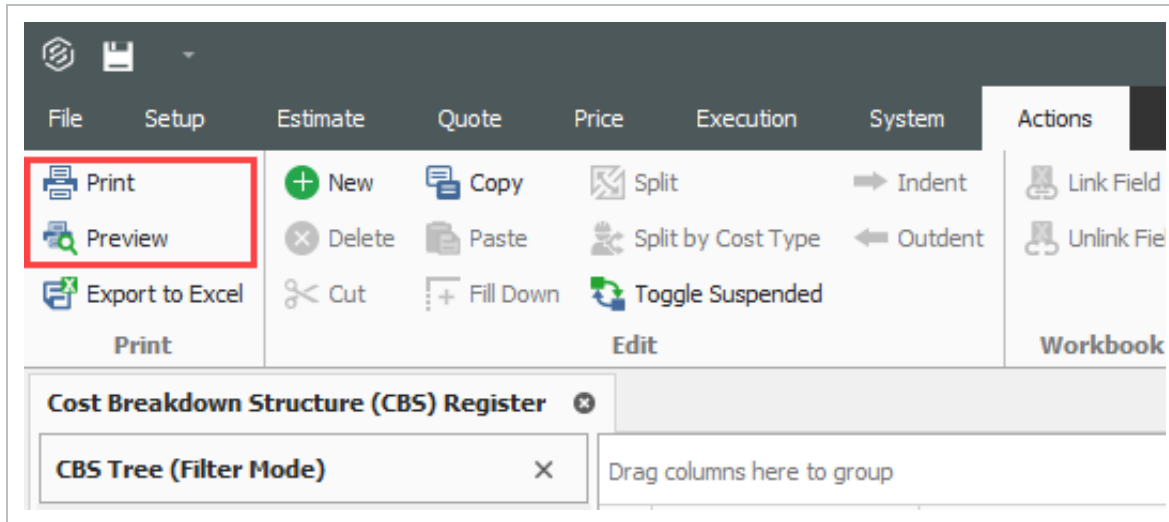 File Setup Estimate Quote Price Execution System Actions
Print New Copy Split Indent Link Field
Preview Delete Paste Split by Cost Type Outdent Unlink Fie
Export to Excel Cut Fill Down Toggle Suspended
Print Edit Workbook
Cost Breakdown Structure (CBS) Register
CBS Tree (Filter Mode) Drag columns here to group